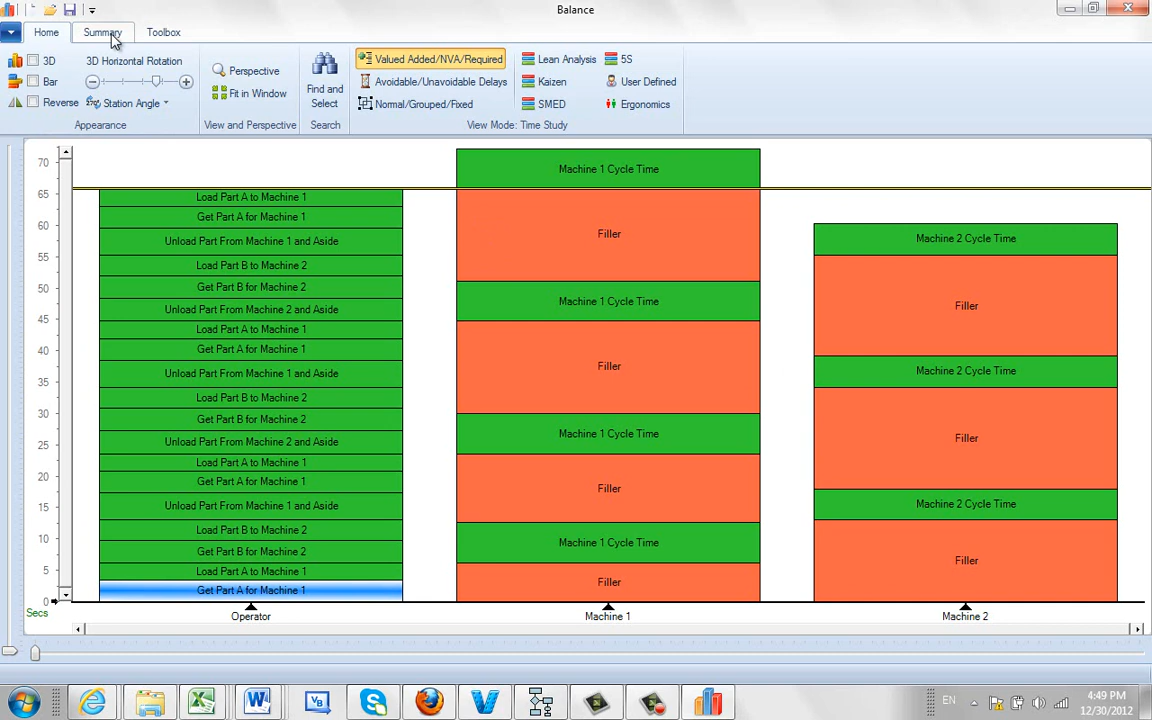 Balance
Home Summary Toolbox
3D
Bar
Reverse
3D Horizontal Rotation
Station Angle
Appearance
Perspective
Fit in Window
View and Perspective
Find and
Select
Search
Valued Added/NVA/Required
Avoidable/Unavoidable Delays
Normal/Grouped/Fixed
Lean Analysis
Kaizen
SMED
5S
User Defined
Ergonomics
View Mode: Time Study
70
65
60
55
50
45
40
35
30
25
20
15
10
5
0
Secs
Load Part A to Machine 1
Get Part A for Machine 1
Unload Part From Machine 1 and Aside
Load Part B to Machine 2
Get Part B for Machine 2
Unload Part From Machine 2 and Aside
Load Part A to Machine 1
Get Part A for Machine 1
Unload Part From Machine 1 and Aside
Load Part B to Machine 2
Get Part B for Machine 2
Unload Part From Machine 2 and Aside
Load Part A to Machine 1
Get Part A for Machine 1
Unload Part From Machine 1 and Aside
Load Part B to Machine 2
Get Part B for Machine 2
Load Part A to Machine 1
Get Part A for Machine 1
Operator
Machine 1 Cycle Time
Filler
Machine 1 Cycle Time
Filler
Machine 1 Cycle Time
Filler
Machine 1 Cycle Time
Filler
Machine 1
Machine 2 Cycle Time
Filler
Machine 2 Cycle Time
Filler
Machine 2 Cycle Time
Filler
Machine 2
EN
4:49 PM
12/30/2012